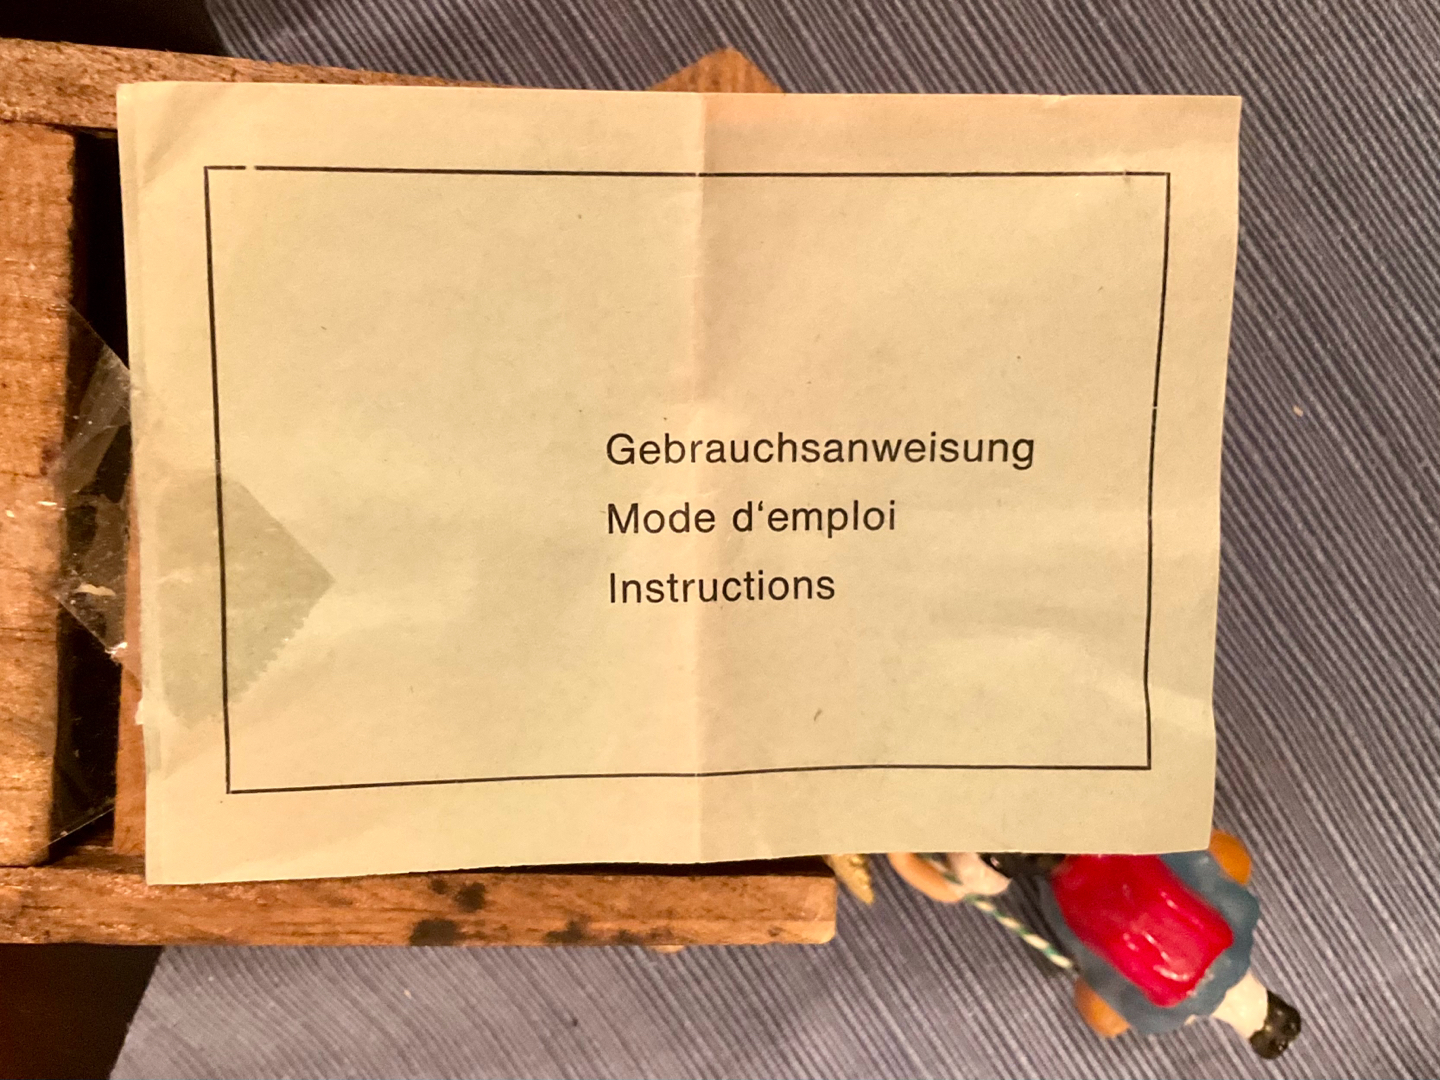 Gebrauchsanweisung
Mode d‘emploi
Instructions